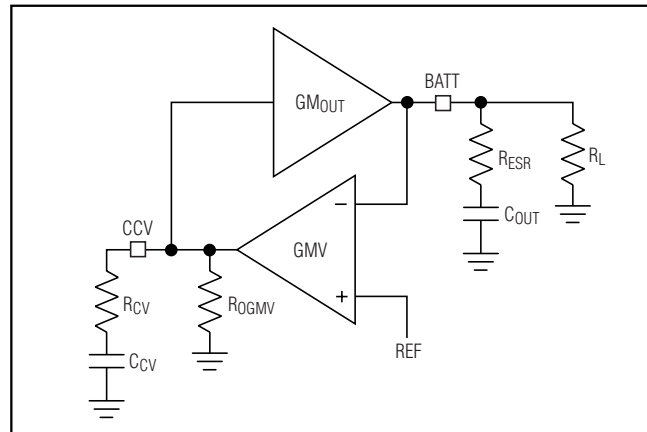 GMOUT
BATT
RESR
RL
COUT
−
GMV
+
CCV
RCV
ROGMV
CCV
REF